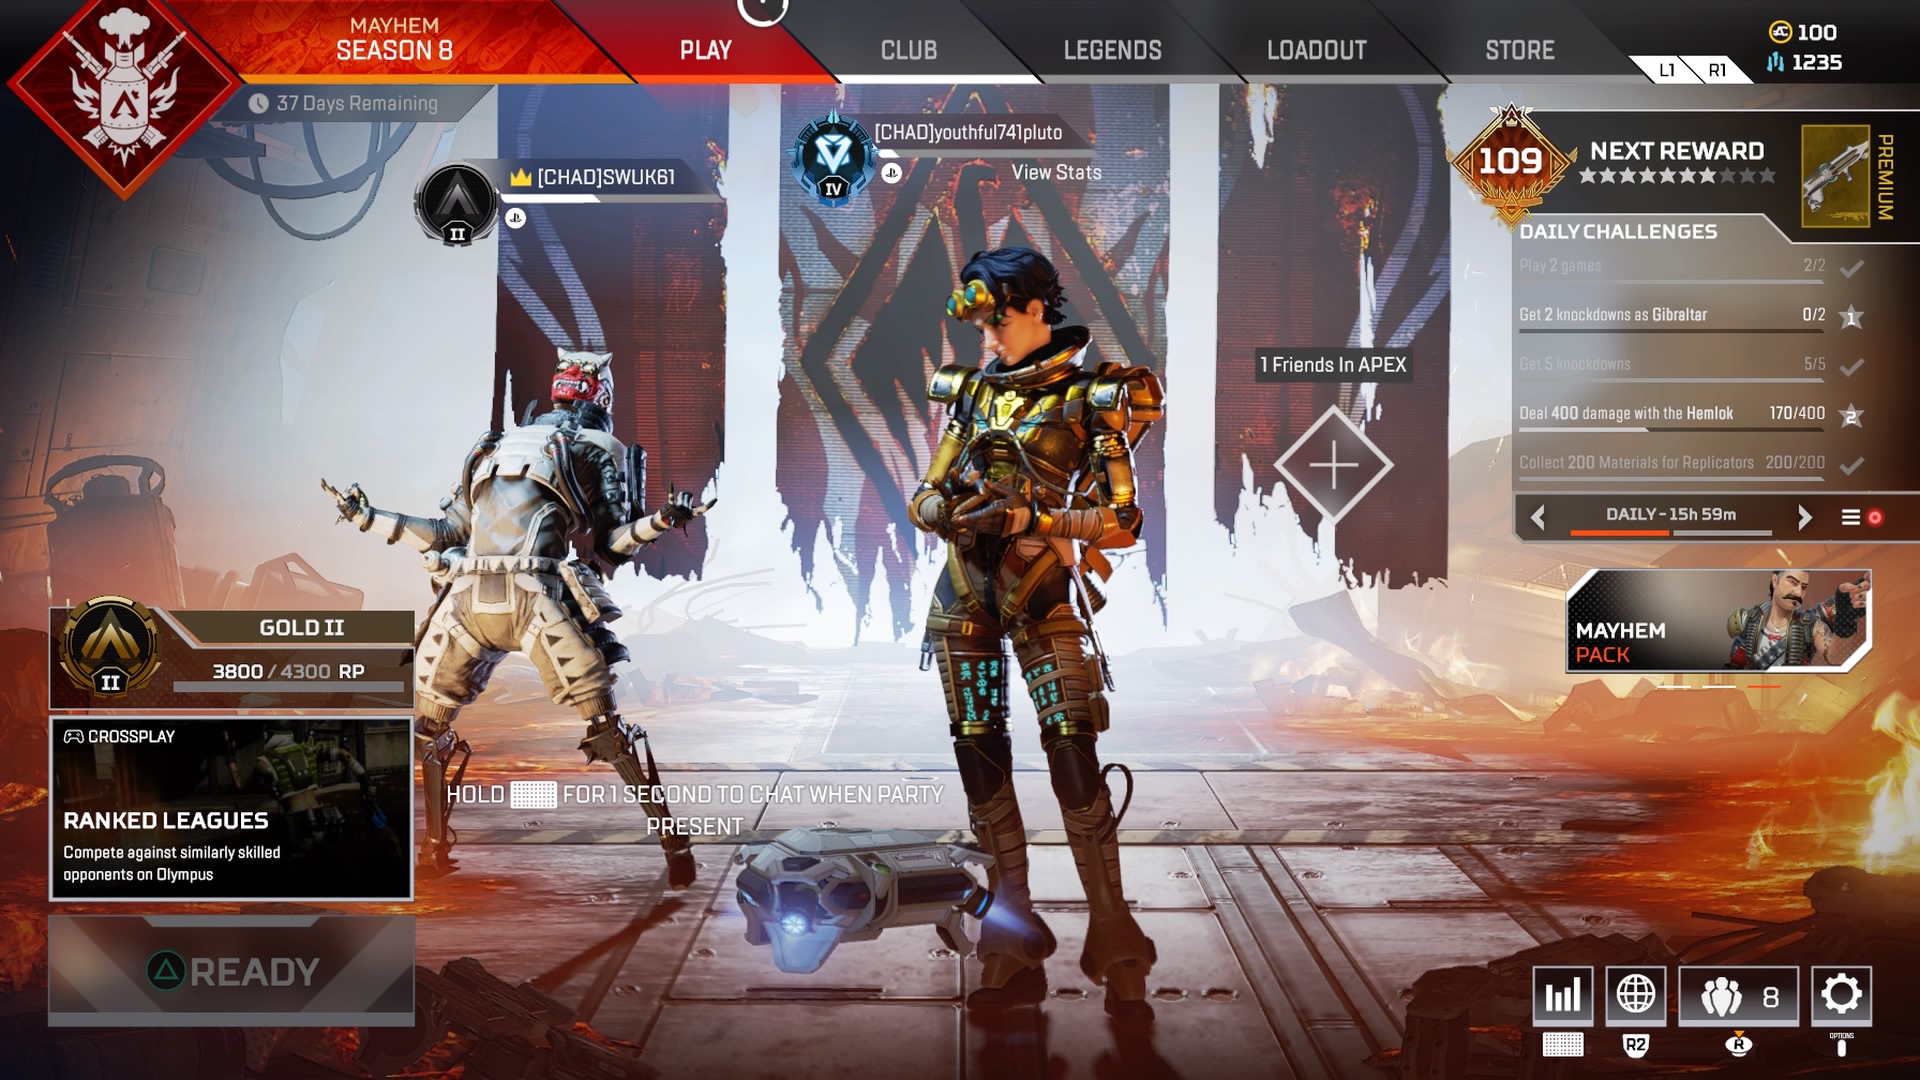 MAYHEM
SEASON 8
PLAY
CLUB
LEGENDS
LOADOUT
STORE
L1
R1
100
1235
37 Days Remaining
[CHAD]SWUK61
II
[CHAD]youthful741pluto
IV
View Stats
109
NEXT REWARD
PREMIUM
DAILY CHALLENGES
Play 2 games 2/2
Get 2 knockdowns as Gibraltar 0/2 1
Get 5 knockdowns 5/5
Deal 400 damage with the Hemlok 170/400 2
Collect 200 Materials for Replicators 200/200
DAILY - 15h 59m
1 Friends In APEX
MAYHEM
PACK
GOLD II
3800 / 4300 RP
II
CROSSPLAY
RANKED LEAGUES
Compete against similarly skilled
opponents on Olympus
HOLD FOR 1 SECOND TO CHAT WHEN PARTY
PRESENT
READY
8
R2
R
OPTIONS